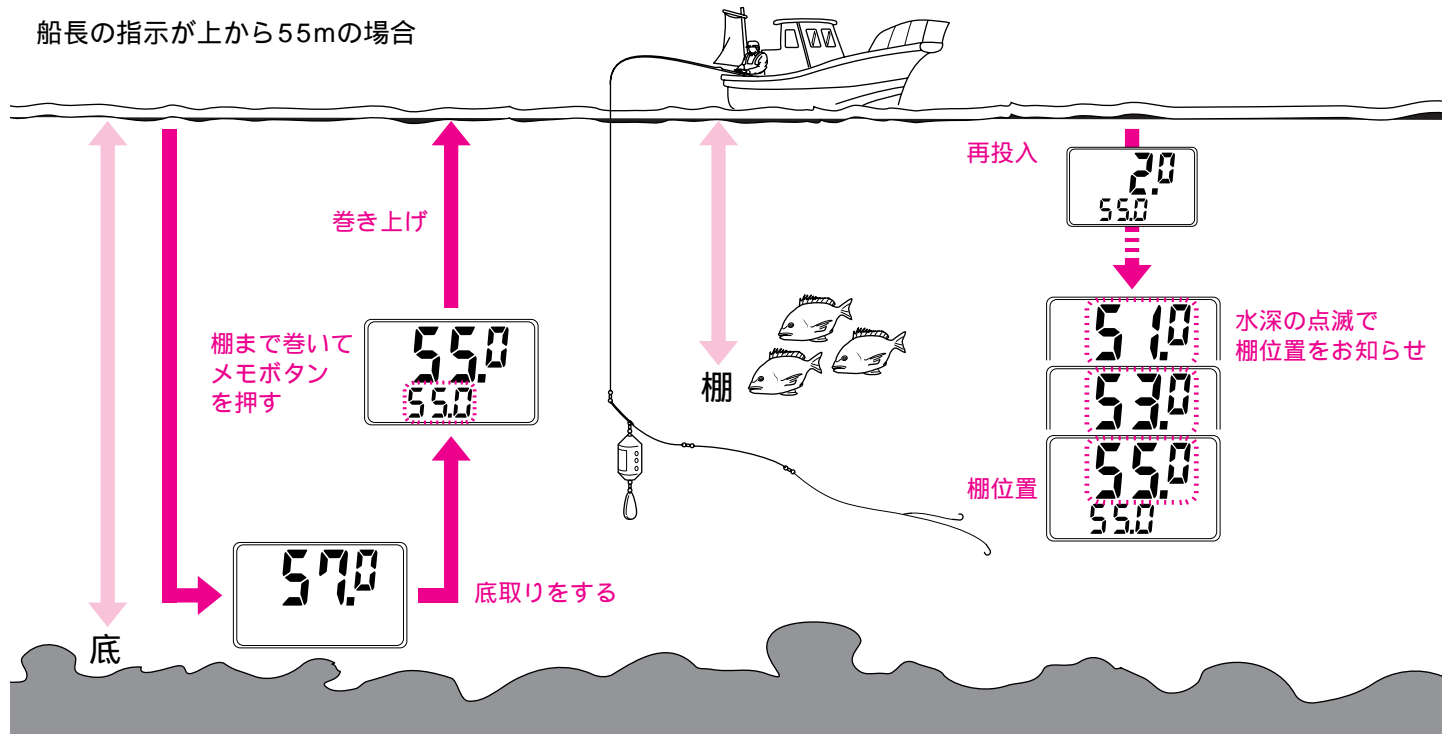 船長の指示が上から55mの場合
再投入
2.0
55.0
巻き上げ
棚まで巻いて
メモボタン
を押す
55.0
55.0
棚
51.0
53.0
55.0
55.0
水深の点滅で
棚位置をお知らせ
棚位置
57.0
底取りをする
底